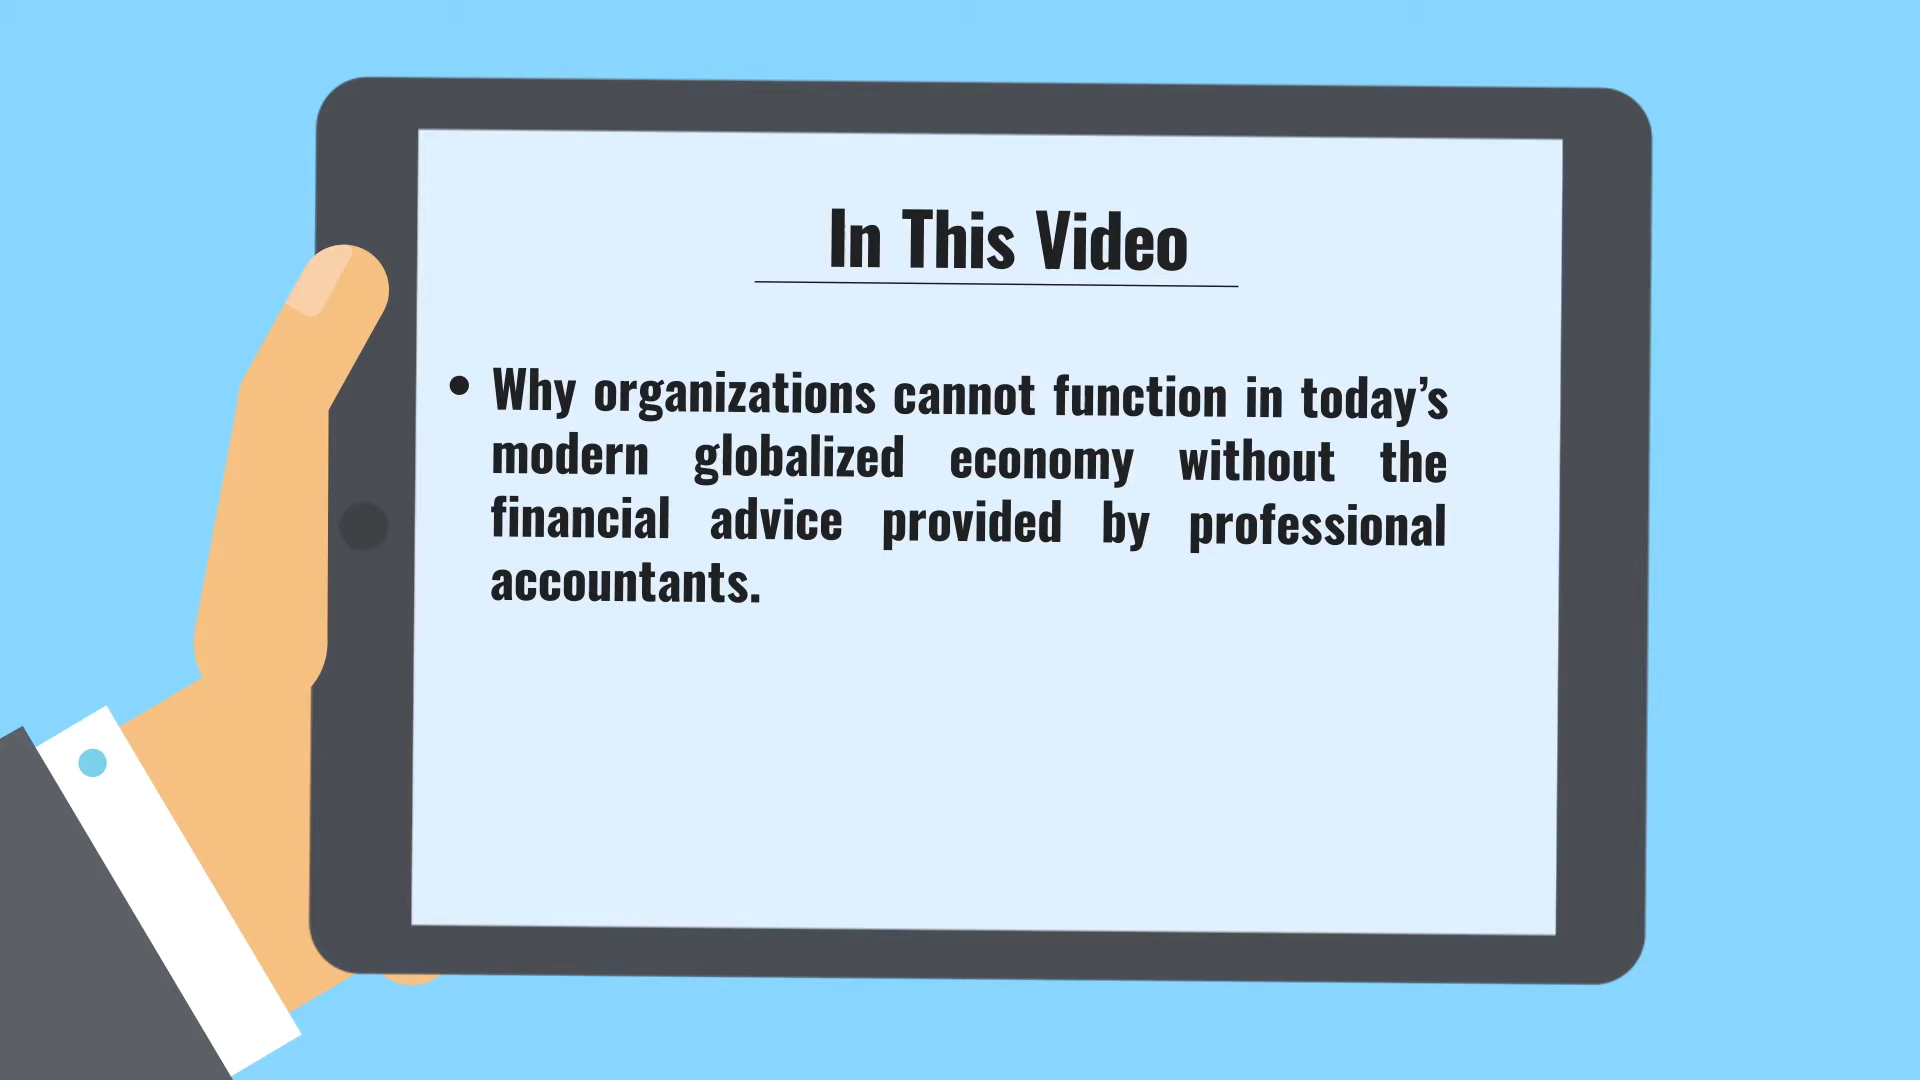 In This Video
• Why organizations cannot function in today’s
modern globalized economy without the
financial advice provided by professional
accountants.